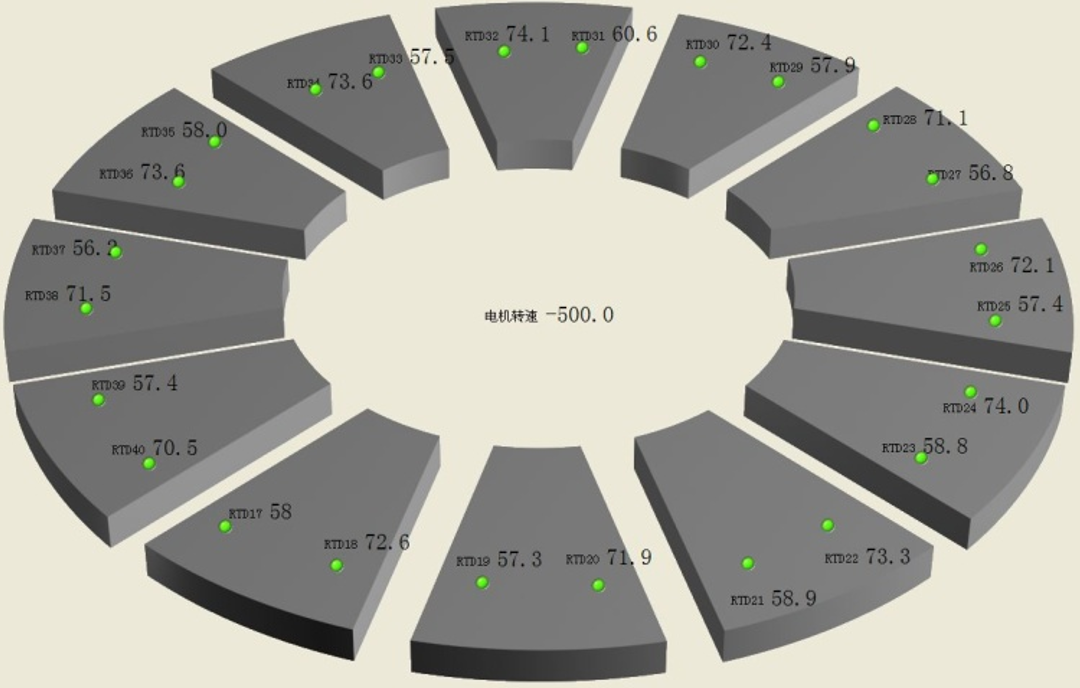 RTD32 74.1
RTD31 60.6
RTD30 72.4
RTD29 57.9
RTD33 57.5
RTD34 73.6
RTD28 71.1
RTD27 56.8
RTD35 58.0
RTD36 73.6
RTD37 56.2
RTD38 71.5
RTD26 72.1
RTD25 57.4
电机转速 -500.0
RTD39 57.4
RTD40 70.5
RTD24 74.0
RTD23 58.8
RTD17 58
RTD18 72.6
RTD19 57.3
RTD20 71.9
RTD22 73.3
RTD21 58.9